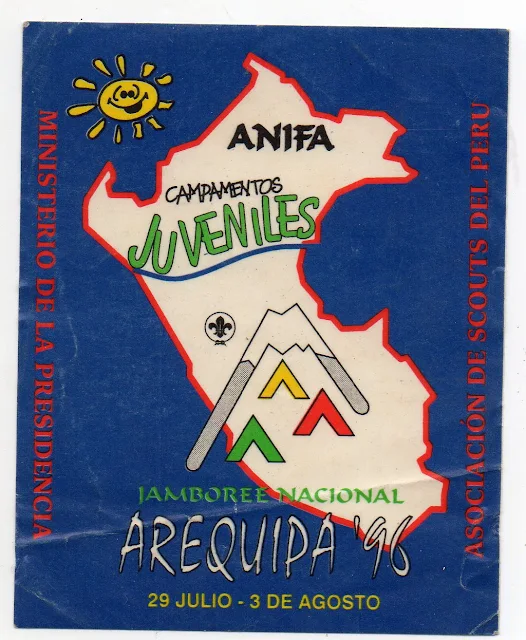 ANIFA
CAMPAMENTOS
JUVENILES
MINISTERIO DE LA PRESIDENCIA
ASOCIACIÓN DE SCOUTS DEL PERU
JAMBOREE NACIONAL
AREQUIPA '96
29 JULIO - 3 DE AGOSTO